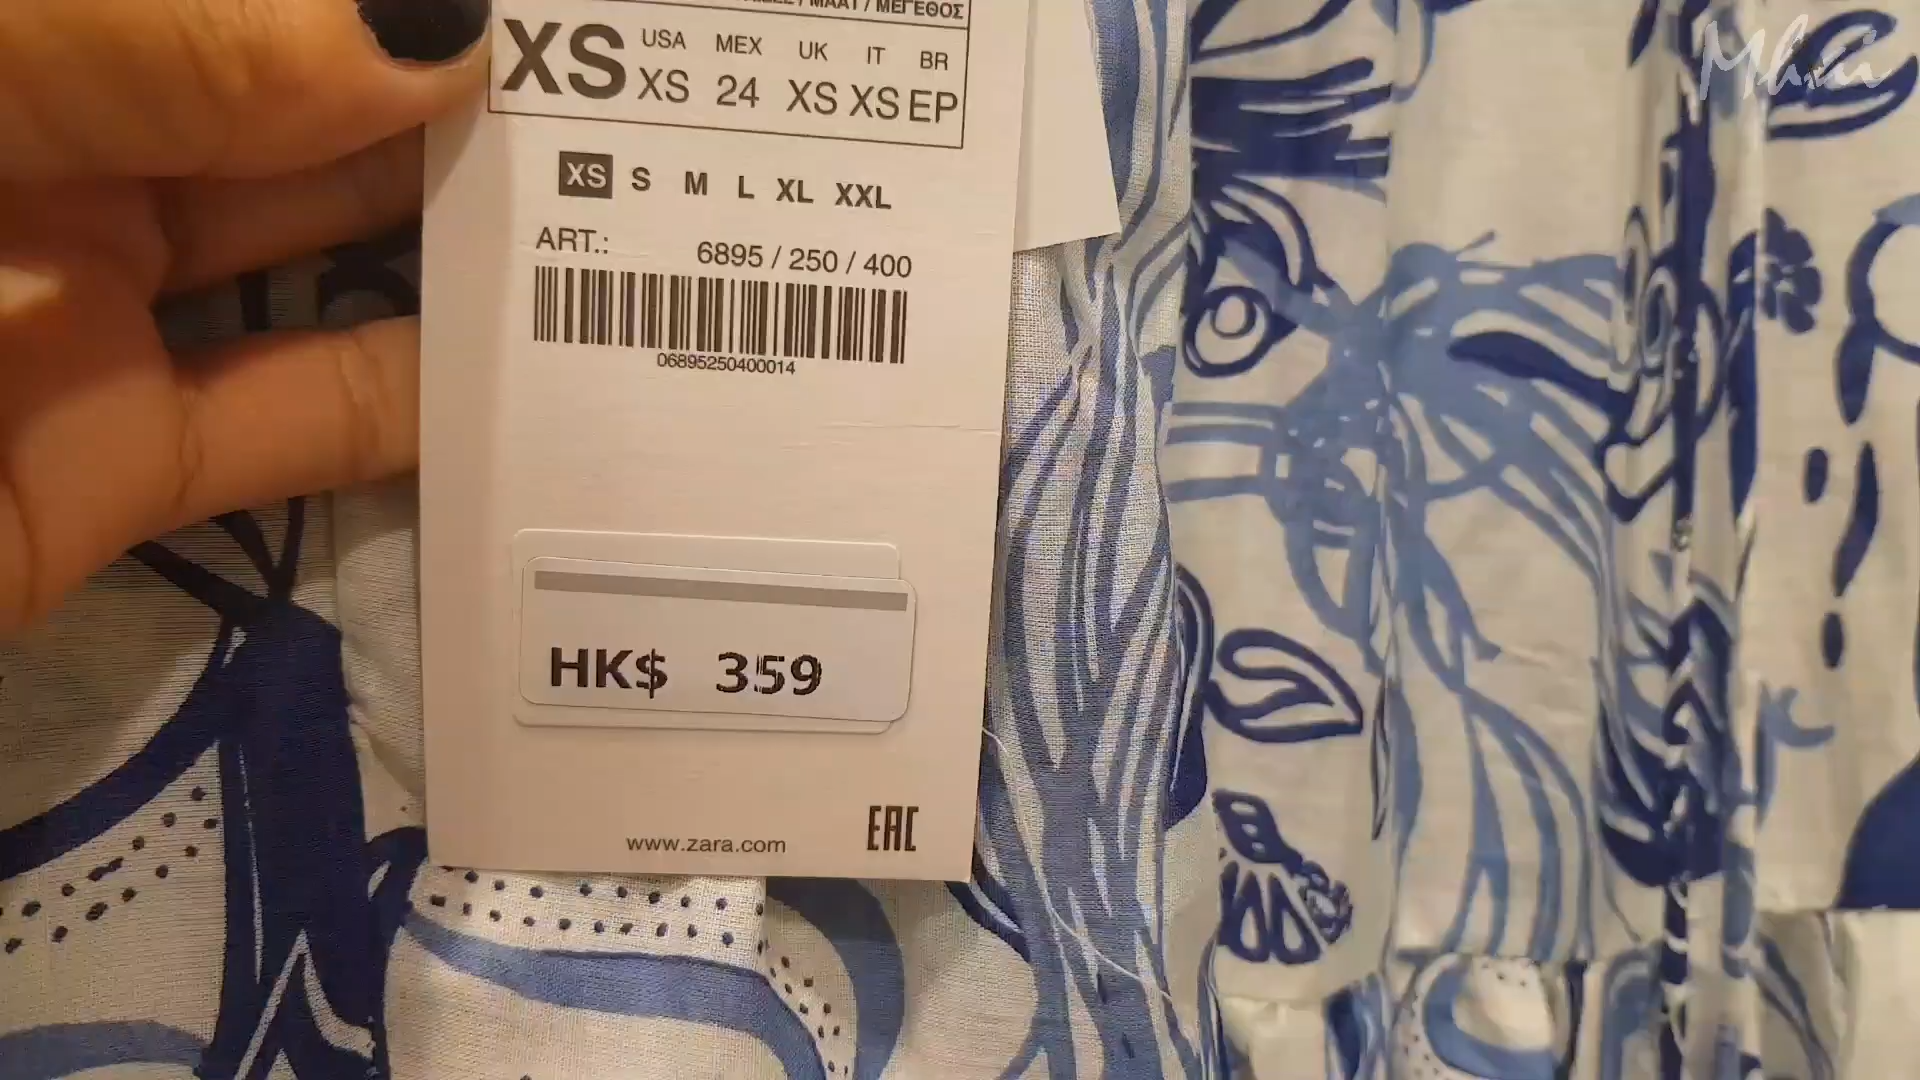 / MAAT / ΜΕΓΕΘΟΣ
XS
USA MEX UK IT BR
XS 24 XS XS EP
XS S M L XL XXL
ART.: 6895 / 250 / 400
06895250400014
HK$ 359
www.zara.com
EAC